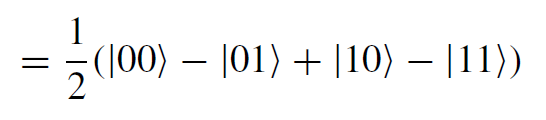 = 1/2 (|00⟩ − |01⟩ + |10⟩ − |11⟩)